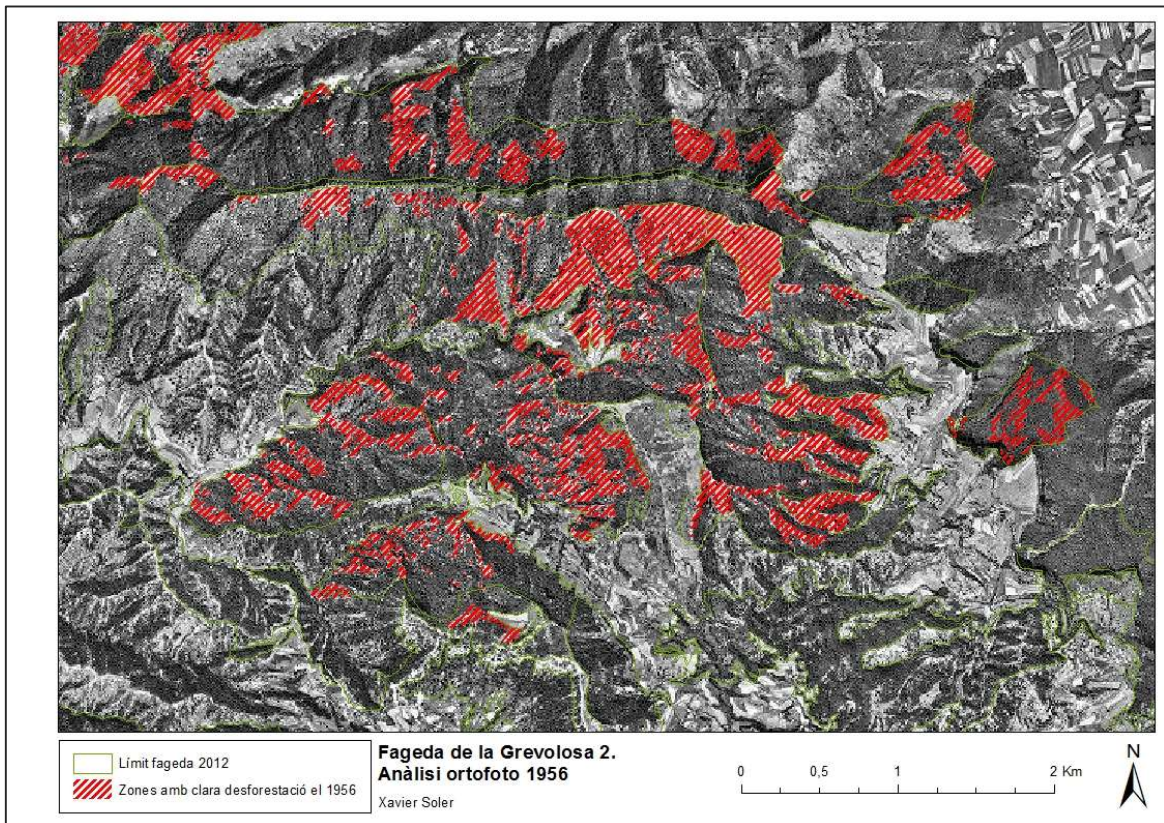 Límit fageda 2012
Zones amb clara desforestació el 1956
Fageda de la Grevolosa 2.
Anàlisi ortofoto 1956
Xavier Soler
0 0,5 1 2 Km
N